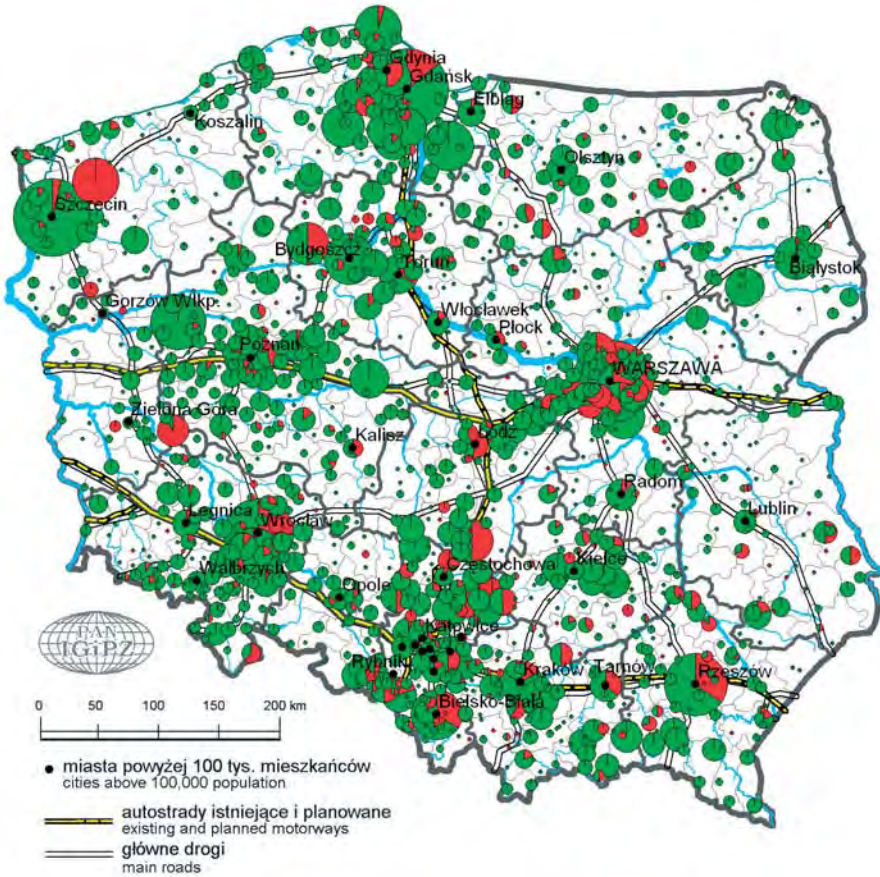 Gdynia
Gdańsk
Elbląg
Koszalin
Olsztyn
Szczecin
Bydgoszcz
Toruń
Białystok
Gorzów Wlkp.
Włocławek
Płock
Poznań
WARSZAWA
Zielona Góra
Kalisz
Łódź
Radom
Legnica
Wrocław
Lublin
Wałbrzych
Częstochowa
Kielce
Opole
PAN
IGiPZ
Katowice
Rybnik
Kraków
Tarnów
Rzeszów
Bielsko-Biała
0 50 100 150 200 km
miasta powyżej 100 tys. mieszkańców
cities above 100,000 population
autostrady istniejące i planowane
existing and planned motorways
główne drogi
main roads